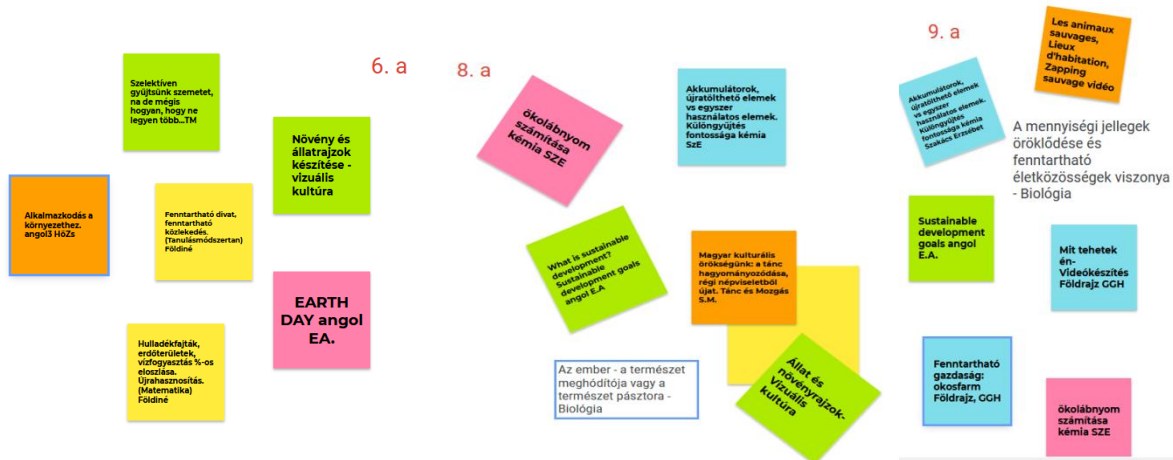 6. a
Szelektíven
gyűjtsünk szemetet,
na de mégis
hogyan, hogy ne
legyen több...TM
Növény és
állatrajzok
készítése -
vizuális
kultúra
Alkalmazkodás a
környezethez.
angol3 HöZs
Fenntartható divat,
fenntartható
közlekedés.
(Tanulásmódszertan)
Földiné
EARTH
DAY angol
EA.
Hulladékfajták,
erdőterületek,
vízfogyasztás %-os
eloszlása.
Újrahasznosítás.
(Matematika)
Földiné
8. a
ökolábnyom
számítása
kémia SZE
Akkumulátorok,
újratölthető elemek
vs egyszer
használatos elemek.
Különgyűjtés
fontossága kémia
SzE
What is sustainable
development?
Sustainable
development goals
angol E.A
Magyar kulturális
örökségünk: a tánc
hagyományozódása,
régi népviseletből
újat. Tánc és Mozgás
S.M.
Az ember - a természet
meghódítója vagy a
természet pásztora -
Biológia
Állat és
növényrajzok-
Vizuális
kultúra
9. a
Les animaux
sauvages,
Lieux
d'habitation,
Zapping
sauvage vidéo
Akkumulátorok,
újratölthető elemek
vs egyszer
használatos elemek.
Különgyűjtés
fontossága kémia
Szakács Erzsébet
A mennyiségi jellegek
öröklődése és
fenntartható
életközösségek viszonya
- Biológia
Sustainable
development
goals angol
E.A.
Mit tehetek
én-
Videókészítés
Földrajz GGH
Fenntartható
gazdaság:
okosfarm
Földrajz, GGH
ökolábnyom
számítása
kémia SZE